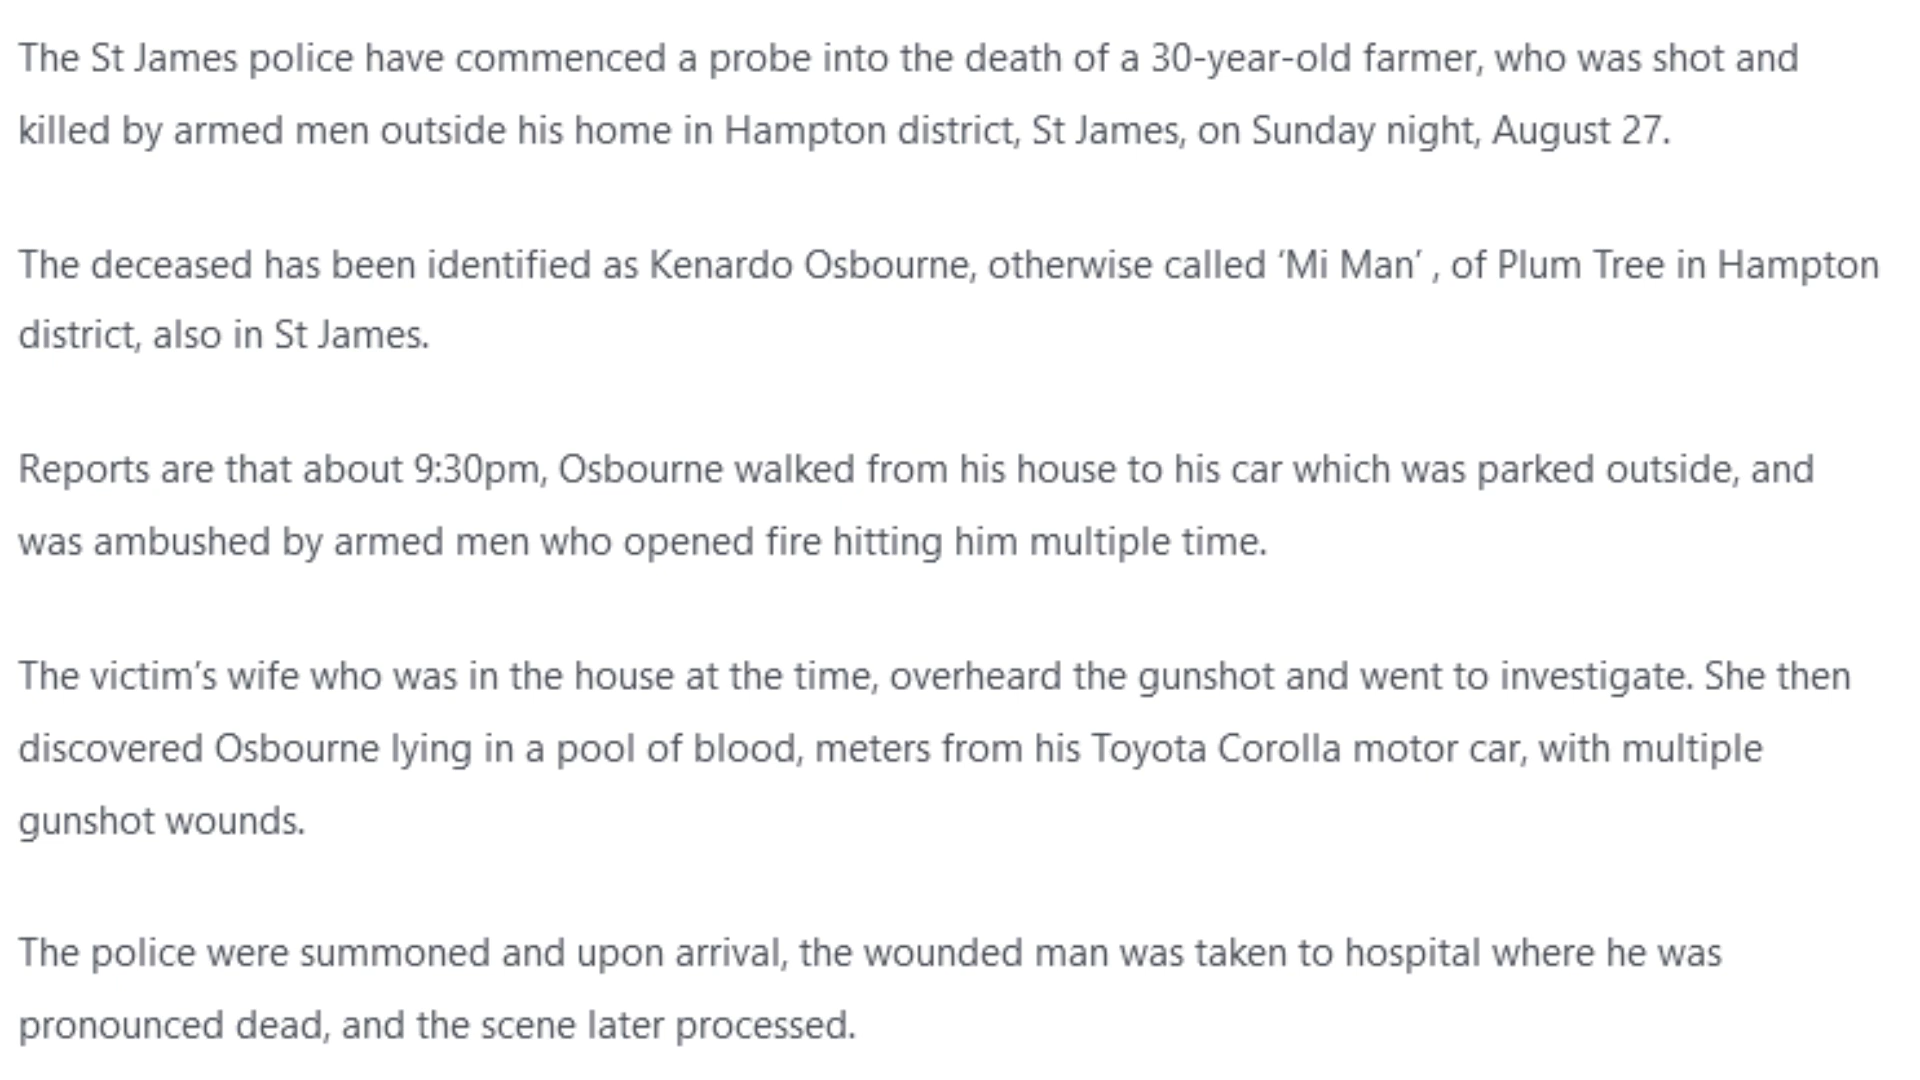 The St James police have commenced a probe into the death of a 30-year-old farmer, who was shot and
killed by armed men outside his home in Hampton district, St James, on Sunday night, August 27.
The deceased has been identified as Kenardo Osbourne, otherwise called ‘Mi Man’ , of Plum Tree in Hampton
district, also in St James.
Reports are that about 9:30pm, Osbourne walked from his house to his car which was parked outside, and
was ambushed by armed men who opened fire hitting him multiple time.
The victim’s wife who was in the house at the time, overheard the gunshot and went to investigate. She then
discovered Osbourne lying in a pool of blood, meters from his Toyota Corolla motor car, with multiple
gunshot wounds.
The police were summoned and upon arrival, the wounded man was taken to hospital where he was
pronounced dead, and the scene later processed.